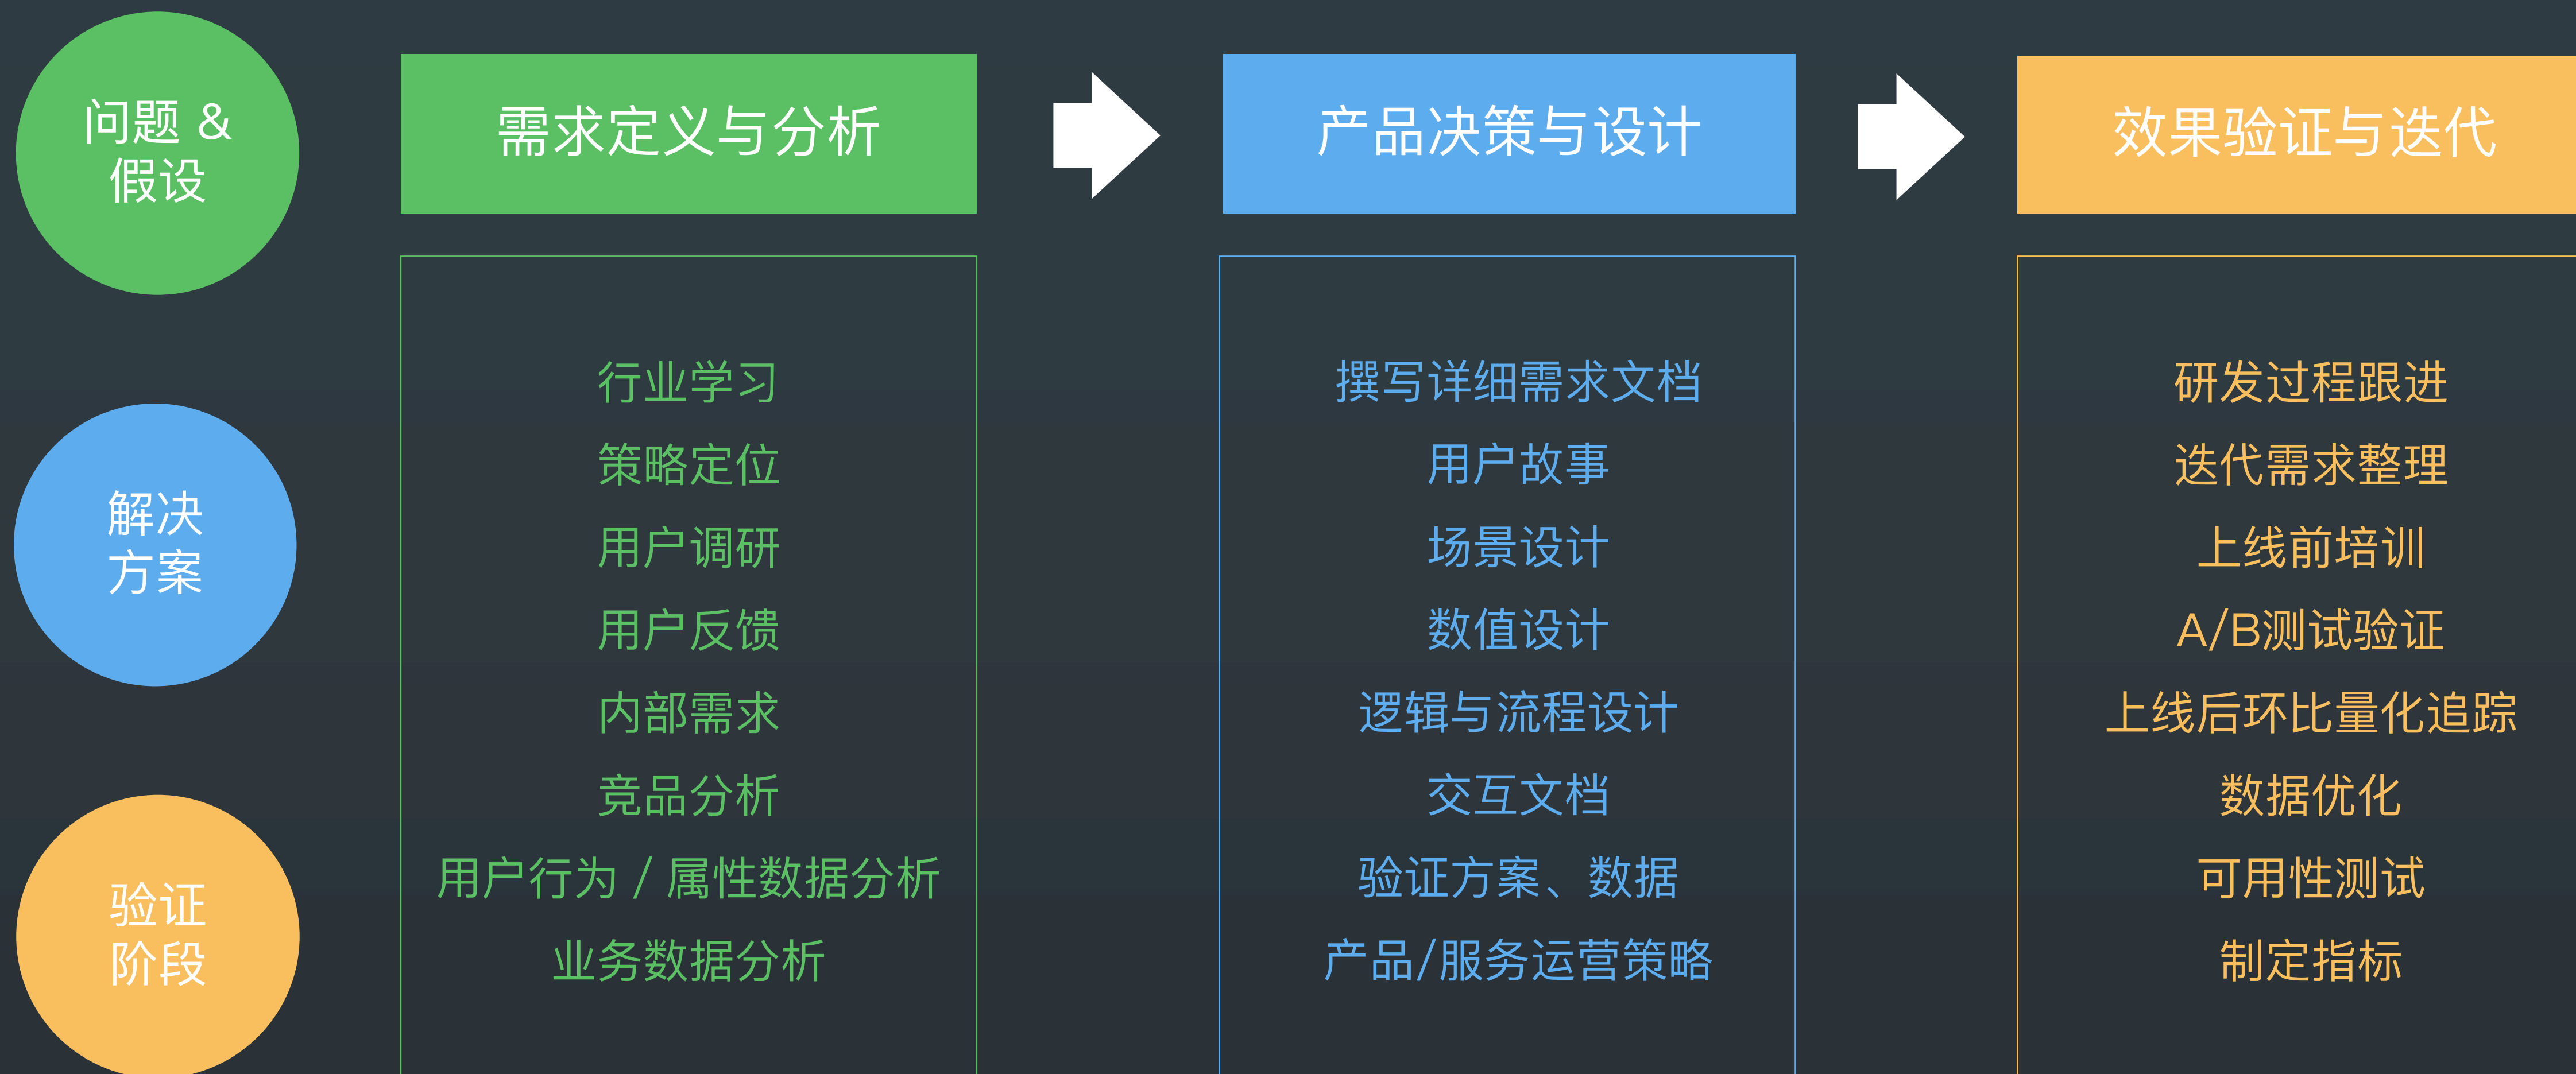 问题 &
假设
解决
方案
验证
阶段
需求定义与分析
行业学习
策略定位
用户调研
用户反馈
内部需求
竞品分析
用户行为 / 属性数据分析
业务数据分析
产品决策与设计
撰写详细需求文档
用户故事
场景设计
数值设计
逻辑与流程设计
交互文档
验证方案、数据
产品/服务运营策略
效果验证与迭代
研发过程跟进
迭代需求整理
上线前培训
A/B测试验证
上线后环比量化追踪
数据优化
可用性测试
制定指标